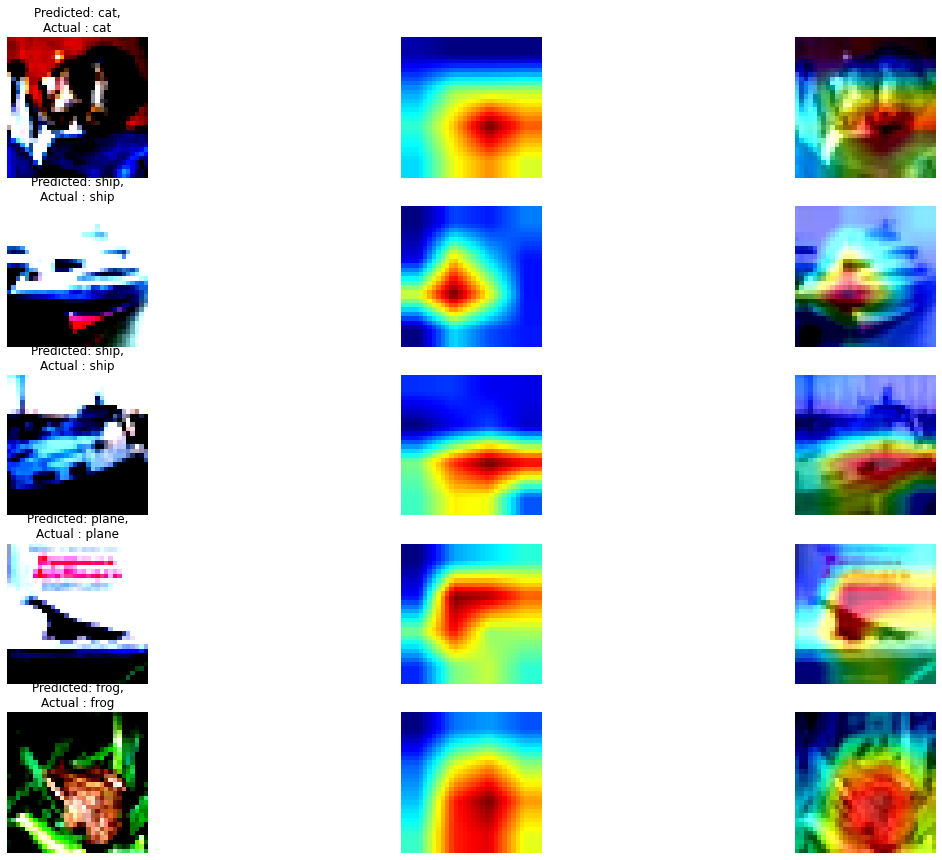 Predicted: cat,
Actual : cat
Predicted: ship,
Actual : ship
Predicted: ship,
Actual : ship
Predicted: plane,
Actual : plane
Predicted: frog,
Actual : frog